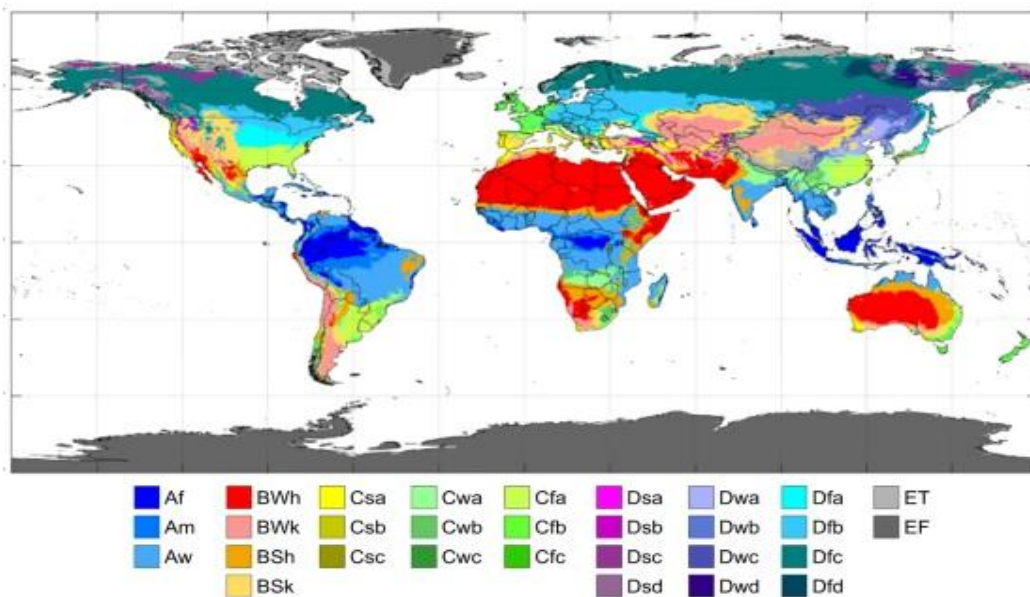 Af BWh Csa Cwa Cfa Dsa Dwa Dfa ET
Am BWk Csb Cwb Cfb Dsb Dwb Dfb EF
Aw BSh Csc Cwc Cfc Dsc Dwc Dfc
BSk Dsd Dwd Dfd